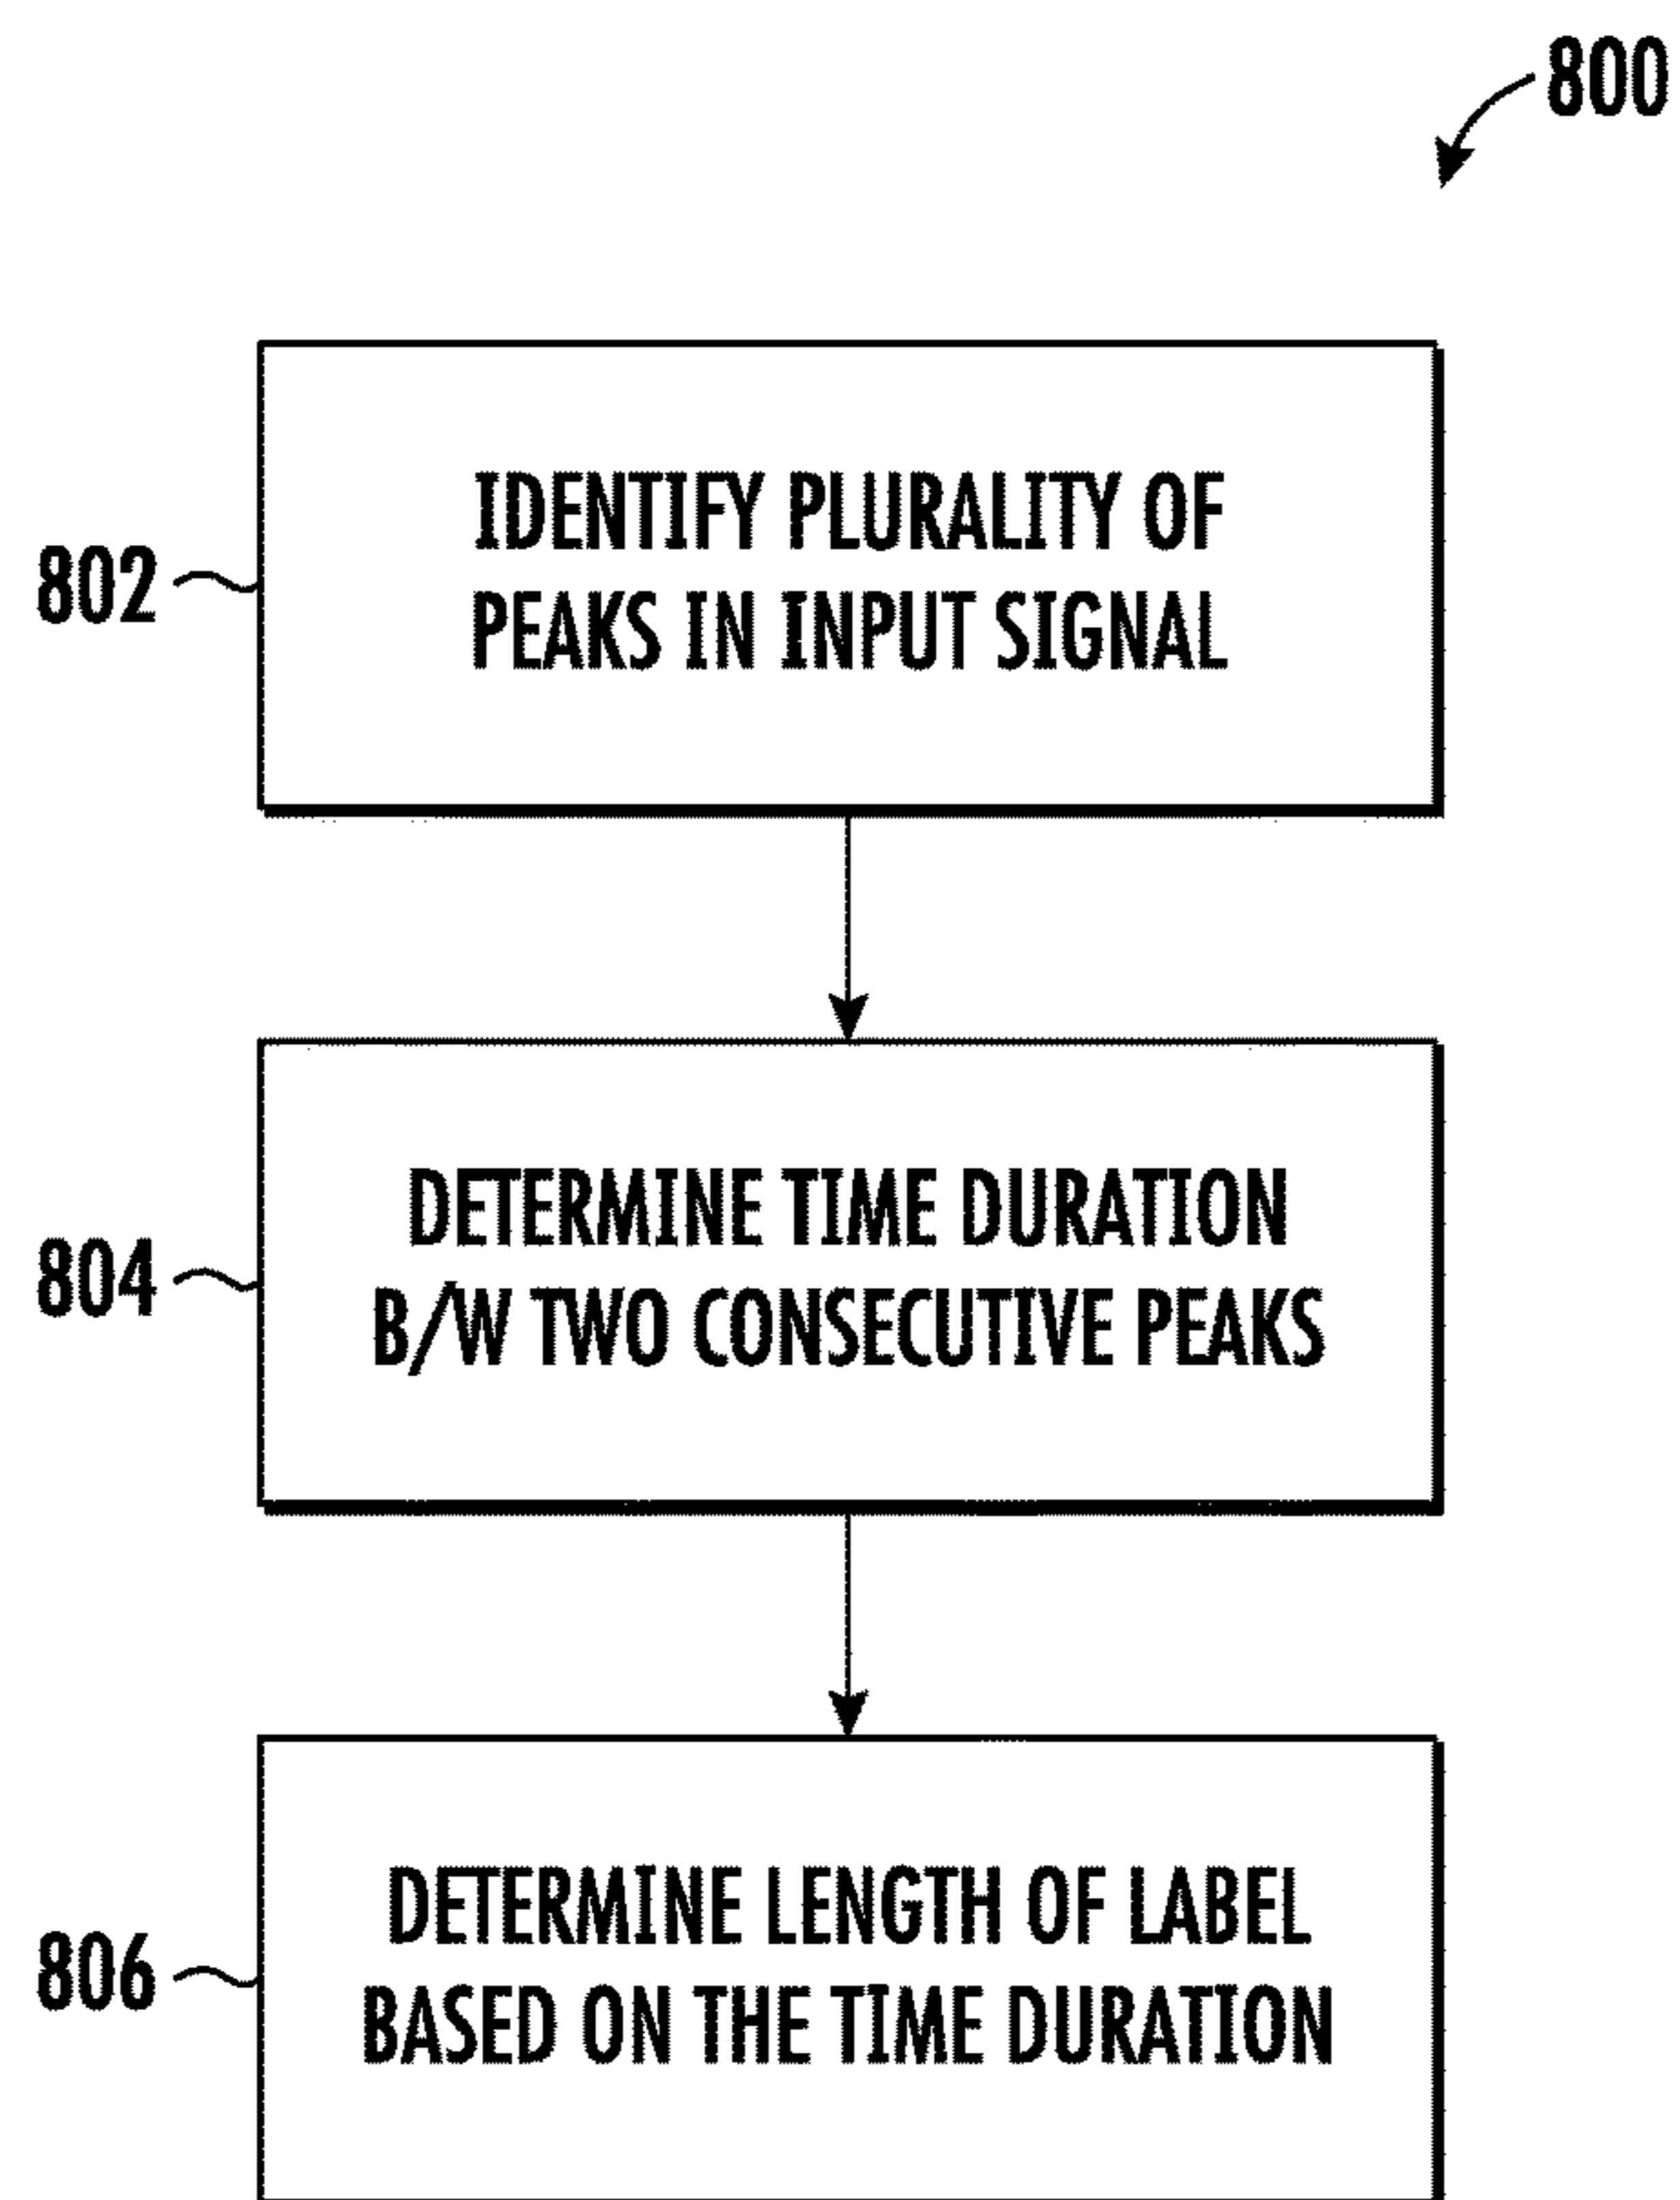 800
802
IDENTIFY PLURALITY OF
PEAKS IN INPUT SIGNAL
804
DETERMINE TIME DURATION
B/W TWO CONSECUTIVE PEAKS
806
DETERMINE LENGTH OF LABEL
BASED ON THE TIME DURATION